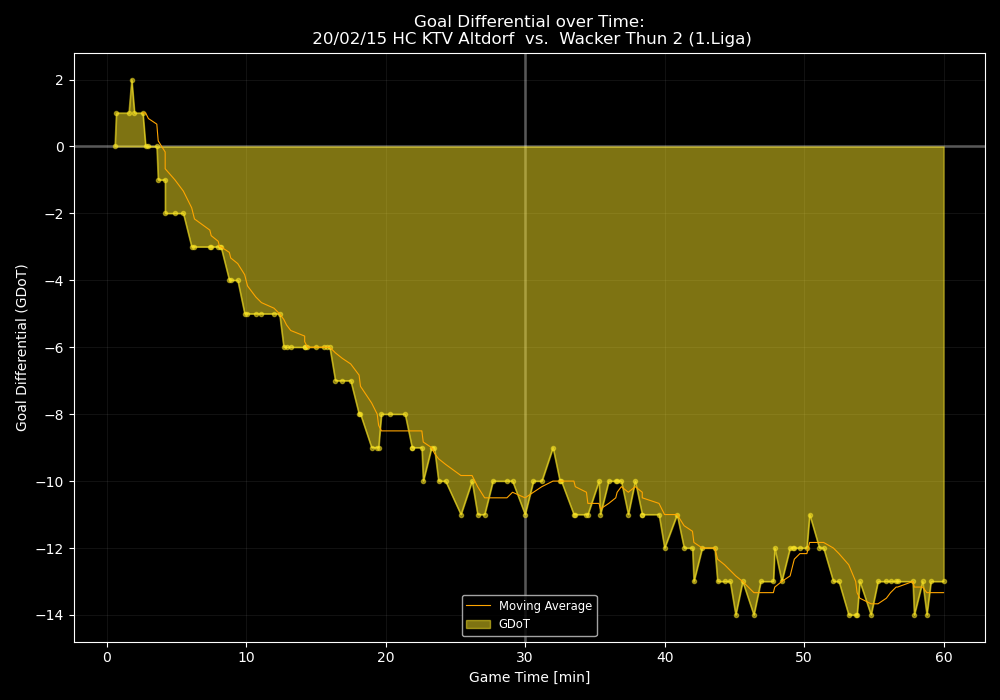 Goal Differential over Time:
20/02/15 HC KTV Altdorf  vs.  Wacker Thun 2 (1.Liga)
Goal Differential (GDoT)
2
0
−2
−4
−6
−8
−10
−12
−14
Moving Average
GDoT
0 10 20 30 40 50 60
Game Time [min]